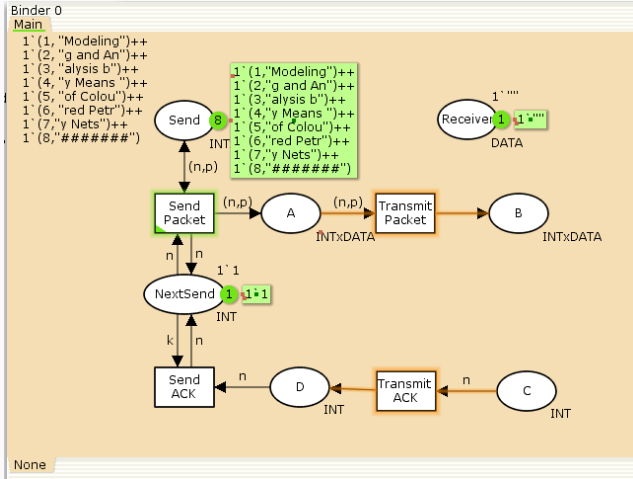 Binder 0
Main
1`(1, "Modeling")++
1`(2, "g and An")++
1`(3, "alysis b")++
1`(4, "y Means ")++
1`(5, "of Colou")++
1`(6, "red Petr")++
1`(7,"y Nets")++
1`(8,"#######")
Send
8
INT
1`(1,"Modeling")++
1`(2,"g and An")++
1`(3,"alysis b")++
1`(4,"y Means ")++
1`(5,"of Colou")++
1`(6,"red Petr")++
1`(7,"y Nets")++
1`(8,"#######")
1`""
Receiver
1
1`""
DATA
(n,p)
Send
Packet
(n,p)
A
INTxDATA
(n,p)
Transmit
Packet
B
INTxDATA
n
n
1`1
NextSend
1
1`1
INT
k
n
Send
ACK
n
D
INT
Transmit
ACK
n
C
INT
None